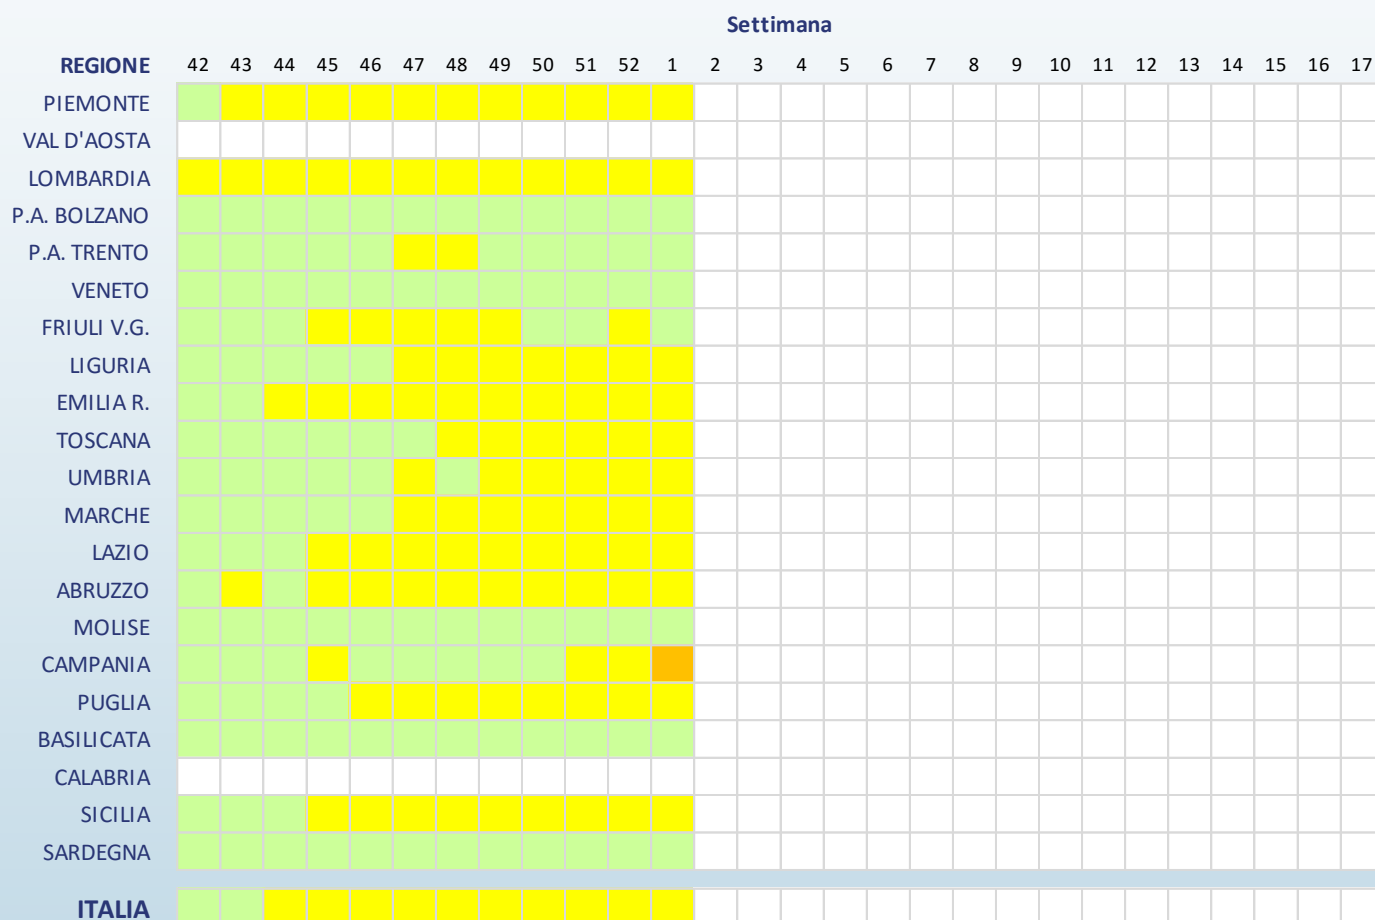 Settimana
REGIONE 42 43 44 45 46 47 48 49 50 51 52 1 2 3 4 5 6 7 8 9 10 11 12 13 14 15 16 17
PIEMONTE
VAL D'AOSTA
LOMBARDIA
P.A. BOLZANO
P.A. TRENTO
VENETO
FRIULI V.G.
LIGURIA
EMILIA R.
TOSCANA
UMBRIA
MARCHE
LAZIO
ABRUZZO
MOLISE
CAMPANIA
PUGLIA
BASILICATA
CALABRIA
SICILIA
SARDEGNA
ITALIA